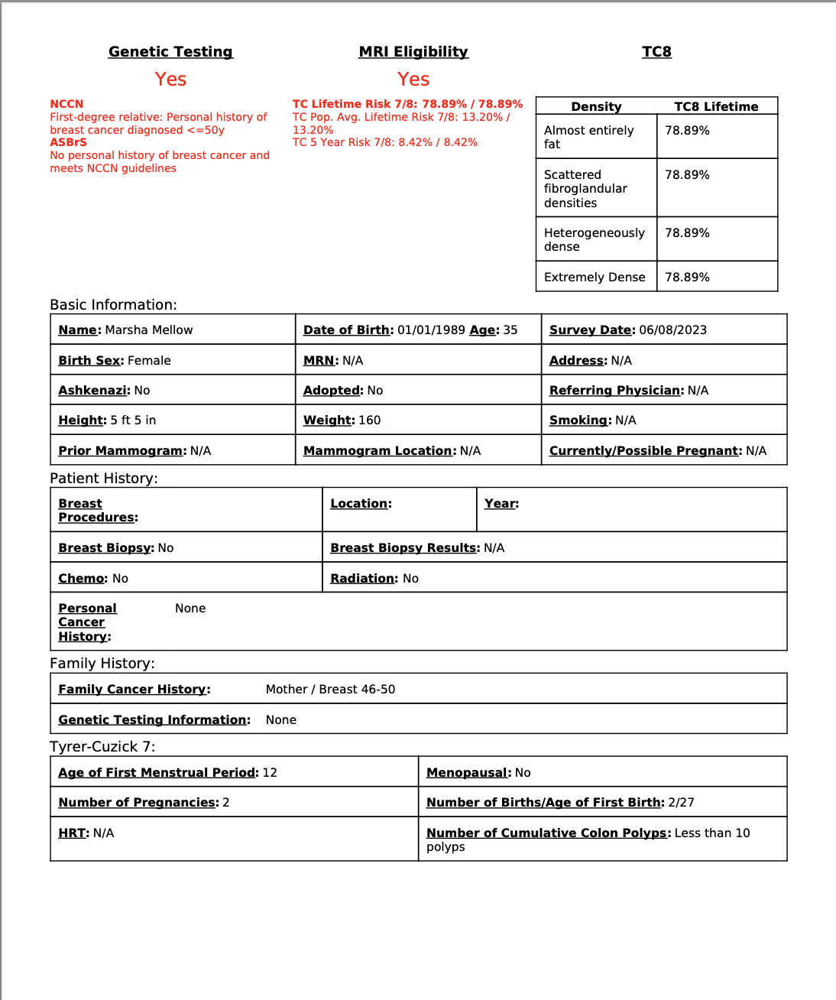 Genetic Testing
Yes
NCCN
First-degree relative: Personal history of
breast cancer diagnosed <=50y
ASBrS
No personal history of breast cancer and
meets NCCN guidelines
MRI Eligibility
Yes
TC Lifetime Risk 7/8: 78.89% / 78.89%
TC Pop. Avg. Lifetime Risk 7/8: 13.20% /
13.20%
TC 5 Year Risk 7/8: 8.42% / 8.42%
TC8
Density TC8 Lifetime
Almost entirely 78.89%
fat
Scattered 78.89%
fibroglandular
densities
Heterogeneously 78.89%
dense
Extremely Dense 78.89%
Basic Information:
Name: Marsha Mellow Date of Birth: 01/01/1989 Age: 35 Survey Date: 06/08/2023
Birth Sex: Female MRN: N/A Address: N/A
Ashkenazi: No Adopted: No Referring Physician: N/A
Height: 5 ft 5 in Weight: 160 Smoking: N/A
Prior Mammogram: N/A Mammogram Location: N/A Currently/Possible Pregnant: N/A
Patient History:
Breast Location: Year:
Procedures:
Breast Biopsy: No Breast Biopsy Results: N/A
Chemo: No Radiation: No
Personal None
Cancer
History:
Family History:
Family Cancer History: Mother / Breast 46-50
Genetic Testing Information: None
Tyrer-Cuzick 7:
Age of First Menstrual Period: 12 Menopausal: No
Number of Pregnancies: 2 Number of Births/Age of First Birth: 2/27
HRT: N/A Number of Cumulative Colon Polyps: Less than 10
polyps